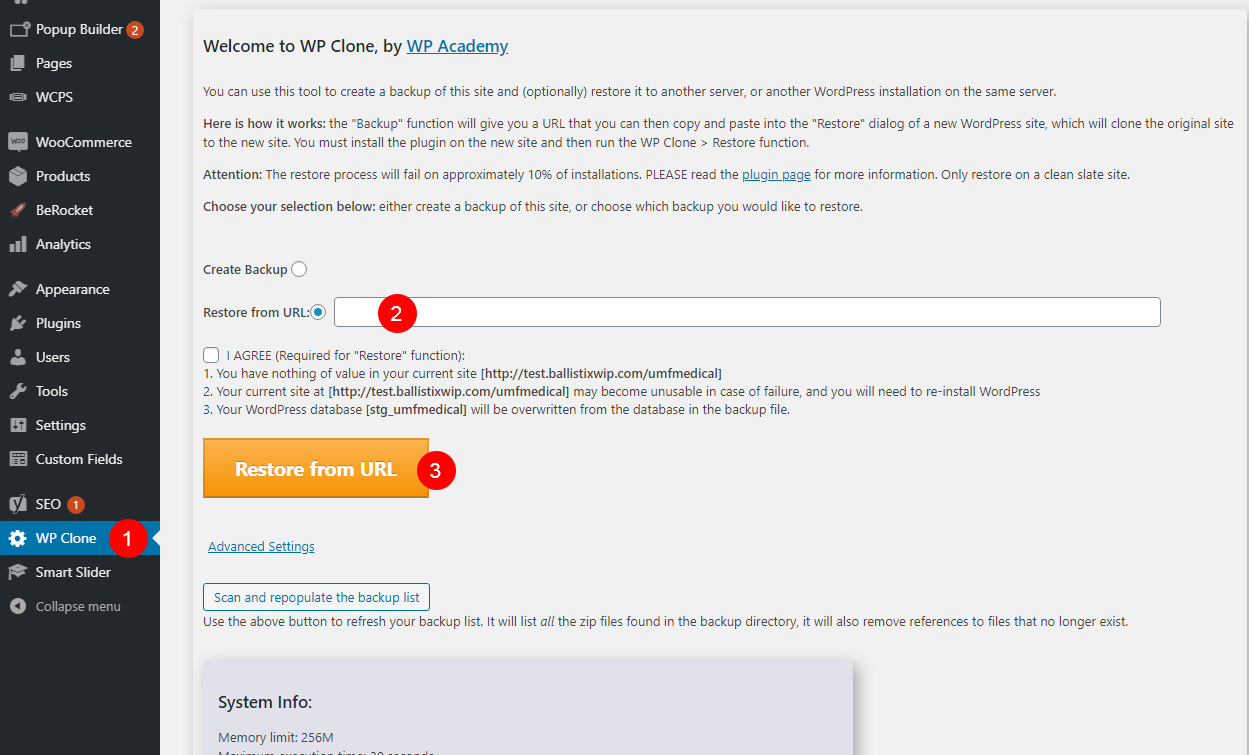 Popup Builder 2
Pages
WCPS
WOO WooCommerce
Products
BeRocket
Analytics
Appearance
Plugins
Users
Tools
Settings
Custom Fields
SEO 1
WP Clone 1
Smart Slider
Collapse menu
Welcome to WP Clone, by WP Academy
You can use this tool to create a backup of this site and (optionally) restore it to another server, or another WordPress installation on the same server.
Here is how it works: the "Backup" function will give you a URL that you can then copy and paste into the "Restore" dialog of a new WordPress site, which will clone the original site
to the new site. You must install the plugin on the new site and then run the WP Clone > Restore function.
Attention: The restore process will fail on approximately 10% of installations. PLEASE read the plugin page for more information. Only restore on a clean slate site.
Choose your selection below: either create a backup of this site, or choose which backup you would like to restore.
Create Backup
Restore from URL: 2
I AGREE (Required for "Restore" function):
1. You have nothing of value in your current site [http://test.ballistixwip.com/umfmedical]
2. Your current site at [http://test.ballistixwip.com/umfmedical] may become unusable in case of failure, and you will need to re-install WordPress
3. Your WordPress database [stg_umfmedical] will be overwritten from the database in the backup file.
Restore from URL 3
Advanced Settings
Scan and repopulate the backup list
Use the above button to refresh your backup list. It will list all the zip files found in the backup directory, it will also remove references to files that no longer exist.
System Info:
Memory limit: 256M